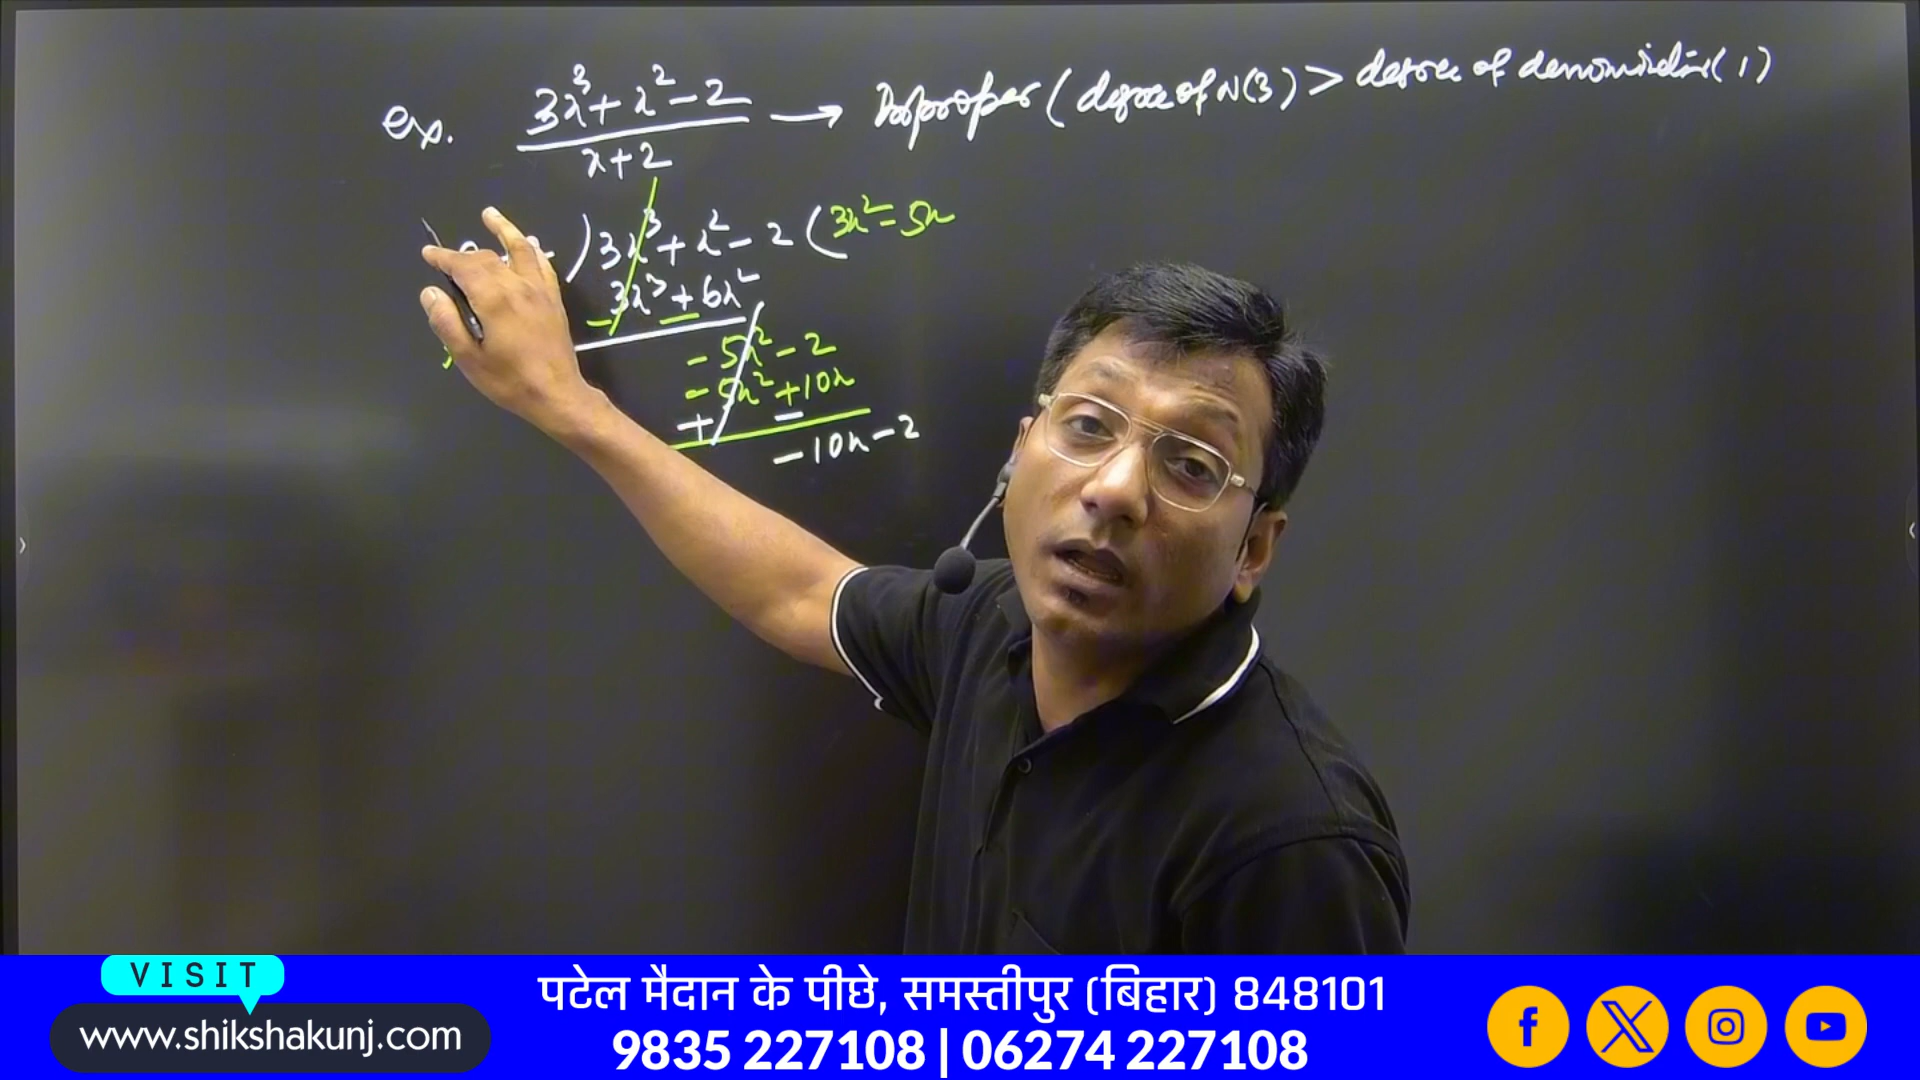 ex. 3x³ + x² - 2 / x + 2 → Improper ( degree of N(3) > degree of denominator( 1 )
) 3x³ + x² - 2 ( 3x² - 5x
3x³ + 6x²
- -
- 5x² - 2
- 5x² + 10x
+ -
- 10x - 2
VISIT
www.shikshakunj.com
पटेल मैदान के पीछे, समस्तीपुर (बिहार) 848101
9835 227108 | 06274 227108